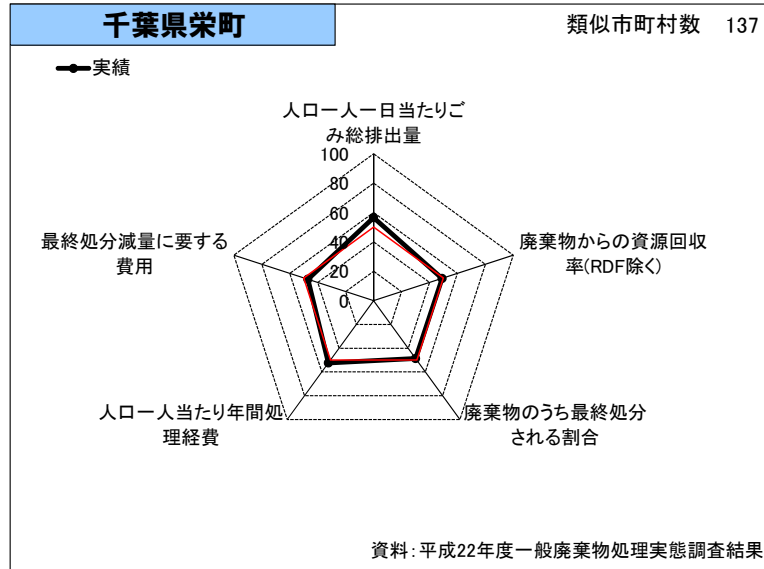 千葉県栄町
類似市町村数 137
実績
人口一人一日当たりご
み総排出量
100
80
60
40
20
0
廃棄物からの資源回収
率(RDF除く)
廃棄物のうち最終処分
される割合
人口一人当たり年間処
理経費
最終処分減量に要する
費用
資料:平成22年度一般廃棄物処理実態調査結果